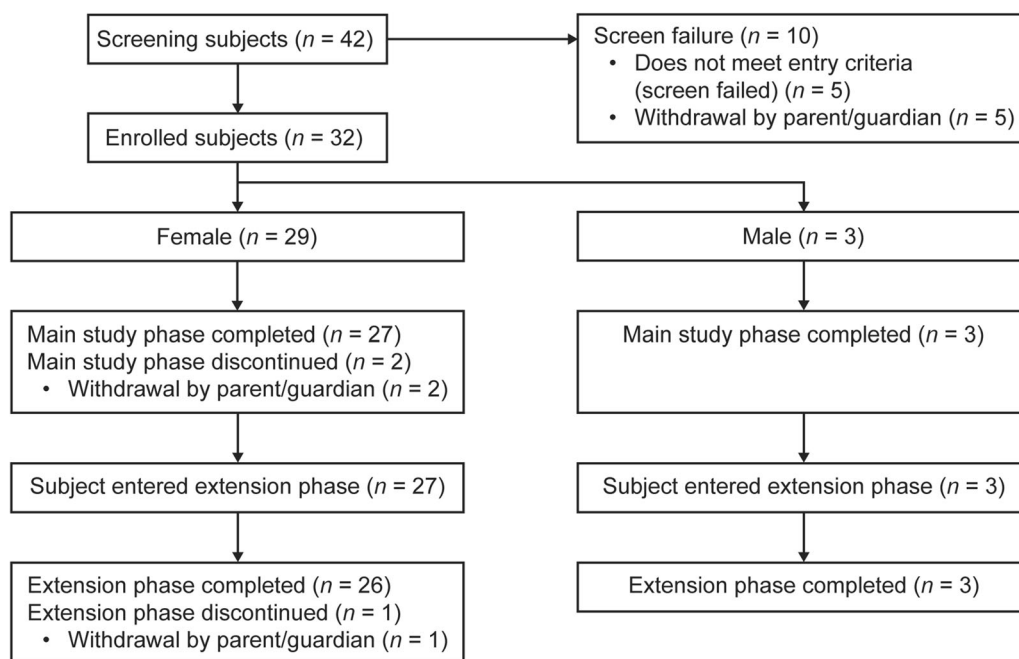 Screening subjects (n = 42)
Screen failure (n = 10)
• Does not meet entry criteria
(screen failed) (n = 5)
• Withdrawal by parent/guardian (n = 5)
Enrolled subjects (n = 32)
Female (n = 29)
Male (n = 3)
Main study phase completed (n = 27)
Main study phase discontinued (n = 2)
• Withdrawal by parent/guardian (n = 2)
Main study phase completed (n = 3)
Subject entered extension phase (n = 27)
Subject entered extension phase (n = 3)
Extension phase completed (n = 26)
Extension phase discontinued (n = 1)
• Withdrawal by parent/guardian (n = 1)
Extension phase completed (n = 3)